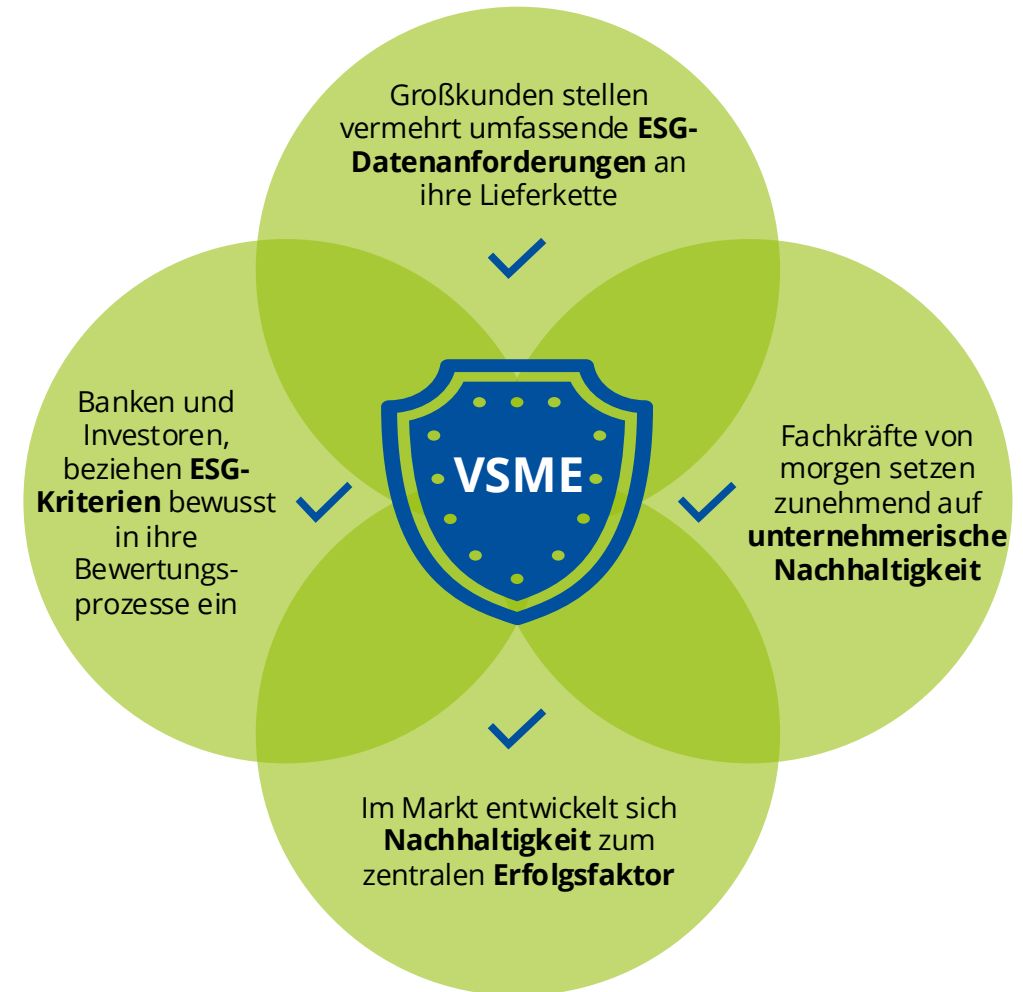 Großkunden stellen
vermehrt umfassende ESG-
Datenanforderungen an
ihre Lieferkette
Banken und
Investoren,
beziehen ESG-
Kriterien bewusst
in ihre
Bewertungs-
prozesse ein
VSME
Fachkräfte von
morgen setzen
zunehmend auf
unternehmerische
Nachhaltigkeit
Im Markt entwickelt sich
Nachhaltigkeit zum
zentralen Erfolgsfaktor